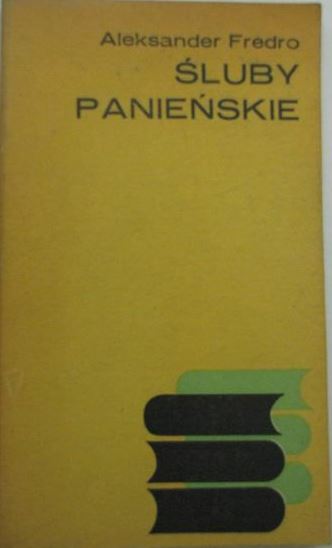 Aleksander Fredro
ŚLUBY
PANIEŃSKIE